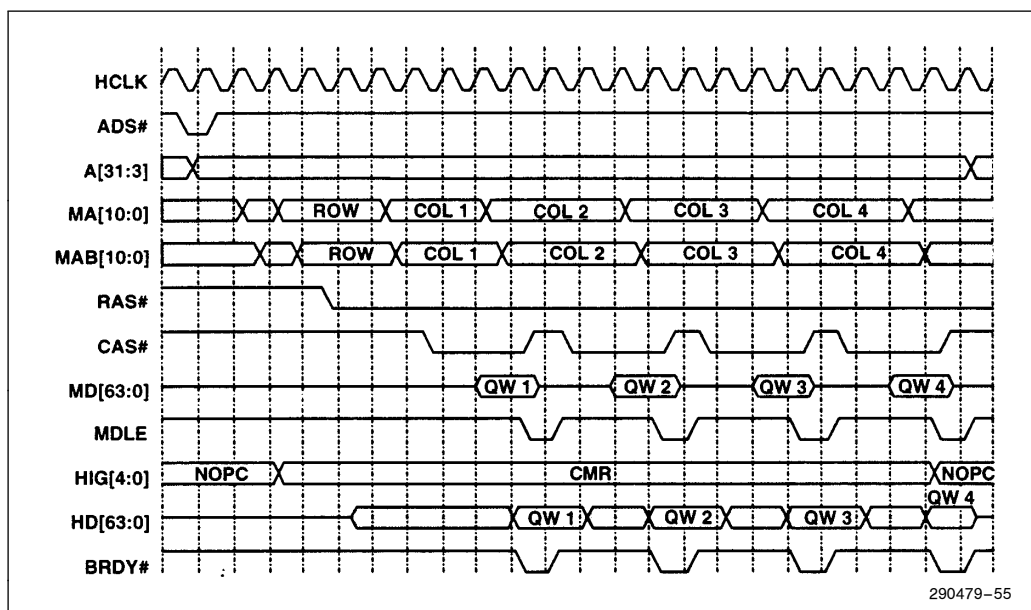 HCLK
ADS#
A[31:3]
MA[10:0] ROW COL 1 COL 2 COL 3 COL 4
MAB[10:0] ROW COL 1 COL 2 COL 3 COL 4
RAS#
CAS#
MD[63:0] QW 1 QW 2 QW 3 QW 4
MDLE
HIG[4:0] NOPC CMR NOPC
HD[63:0] QW 1 QW 2 QW 3 QW 4
BRDY#
290479–55